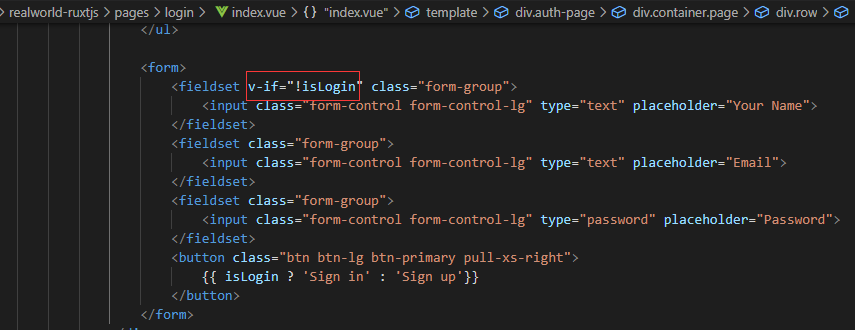 realworld-ruxtjs > pages > login > index.vue > {} "index.vue" > template > div.auth-page > div.container.page > div.row >
</ul>
<form>
<fieldset v-if="!isLogin" class="form-group">
<input class="form-control form-control-lg" type="text" placeholder="Your Name">
</fieldset>
<fieldset class="form-group">
<input class="form-control form-control-lg" type="text" placeholder="Email">
</fieldset>
<fieldset class="form-group">
<input class="form-control form-control-lg" type="password" placeholder="Password">
</fieldset>
<button class="btn btn-lg btn-primary pull-xs-right">
{{ isLogin ? 'Sign in' : 'Sign up'}}
</button>
</form>